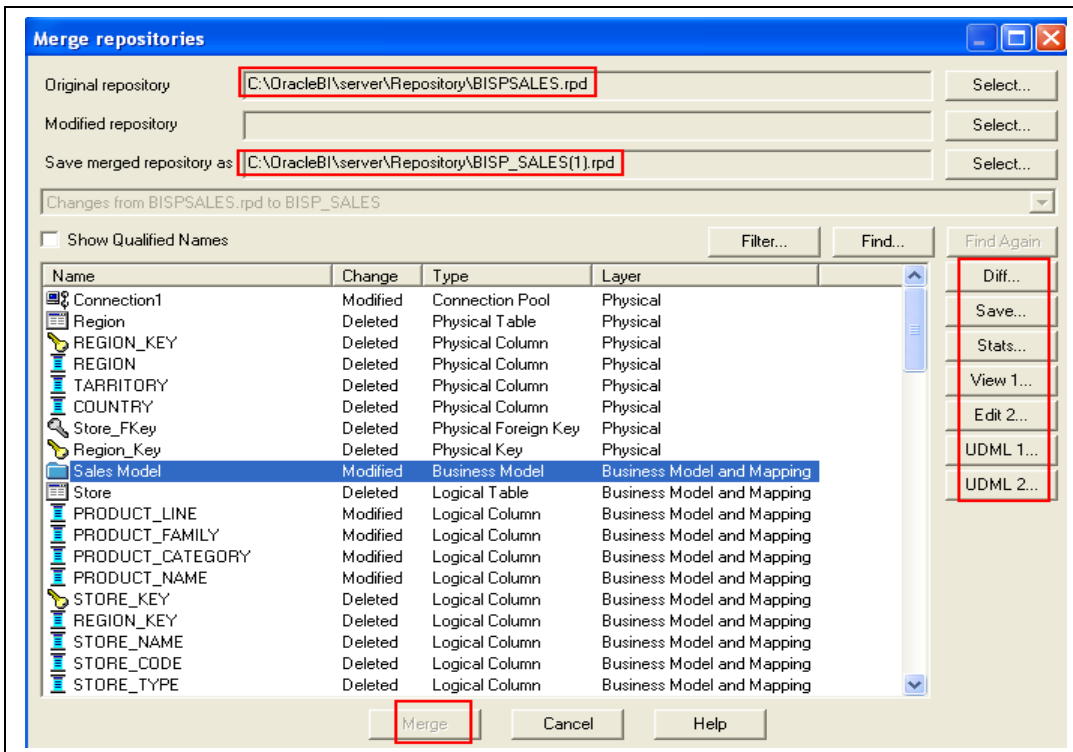 Merge repositories
Original repository C:\OracleBI\server\Repository\BISPSALES.rpd Select...
Modified repository Select...
Save merged repository as C:\OracleBI\server\Repository\BISP_SALES(1).rpd Select...
Changes from BISPSALES.rpd to BISP_SALES
Show Qualified Names Filter... Find... Find Again
Name Change Type Layer Diff...
Connection1 Modified Connection Pool Physical
Region Deleted Physical Table Physical Save...
REGION_KEY Deleted Physical Column Physical
REGION Deleted Physical Column Physical Stats...
TARRITORY Deleted Physical Column Physical View 1...
COUNTRY Deleted Physical Column Physical
Store_FKey Deleted Physical Foreign Key Physical Edit 2...
Region_Key Deleted Physical Key Physical UDML 1...
Sales Model Modified Business Model Business Model and Mapping
Store Deleted Logical Table Business Model and Mapping UDML 2...
PRODUCT_LINE Modified Logical Column Business Model and Mapping
PRODUCT_FAMILY Modified Logical Column Business Model and Mapping
PRODUCT_CATEGORY Modified Logical Column Business Model and Mapping
PRODUCT_NAME Modified Logical Column Business Model and Mapping
STORE_KEY Deleted Logical Column Business Model and Mapping
REGION_KEY Deleted Logical Column Business Model and Mapping
STORE_NAME Deleted Logical Column Business Model and Mapping
STORE_CODE Deleted Logical Column Business Model and Mapping
STORE_TYPE Deleted Logical Column Business Model and Mapping
Merge Cancel Help